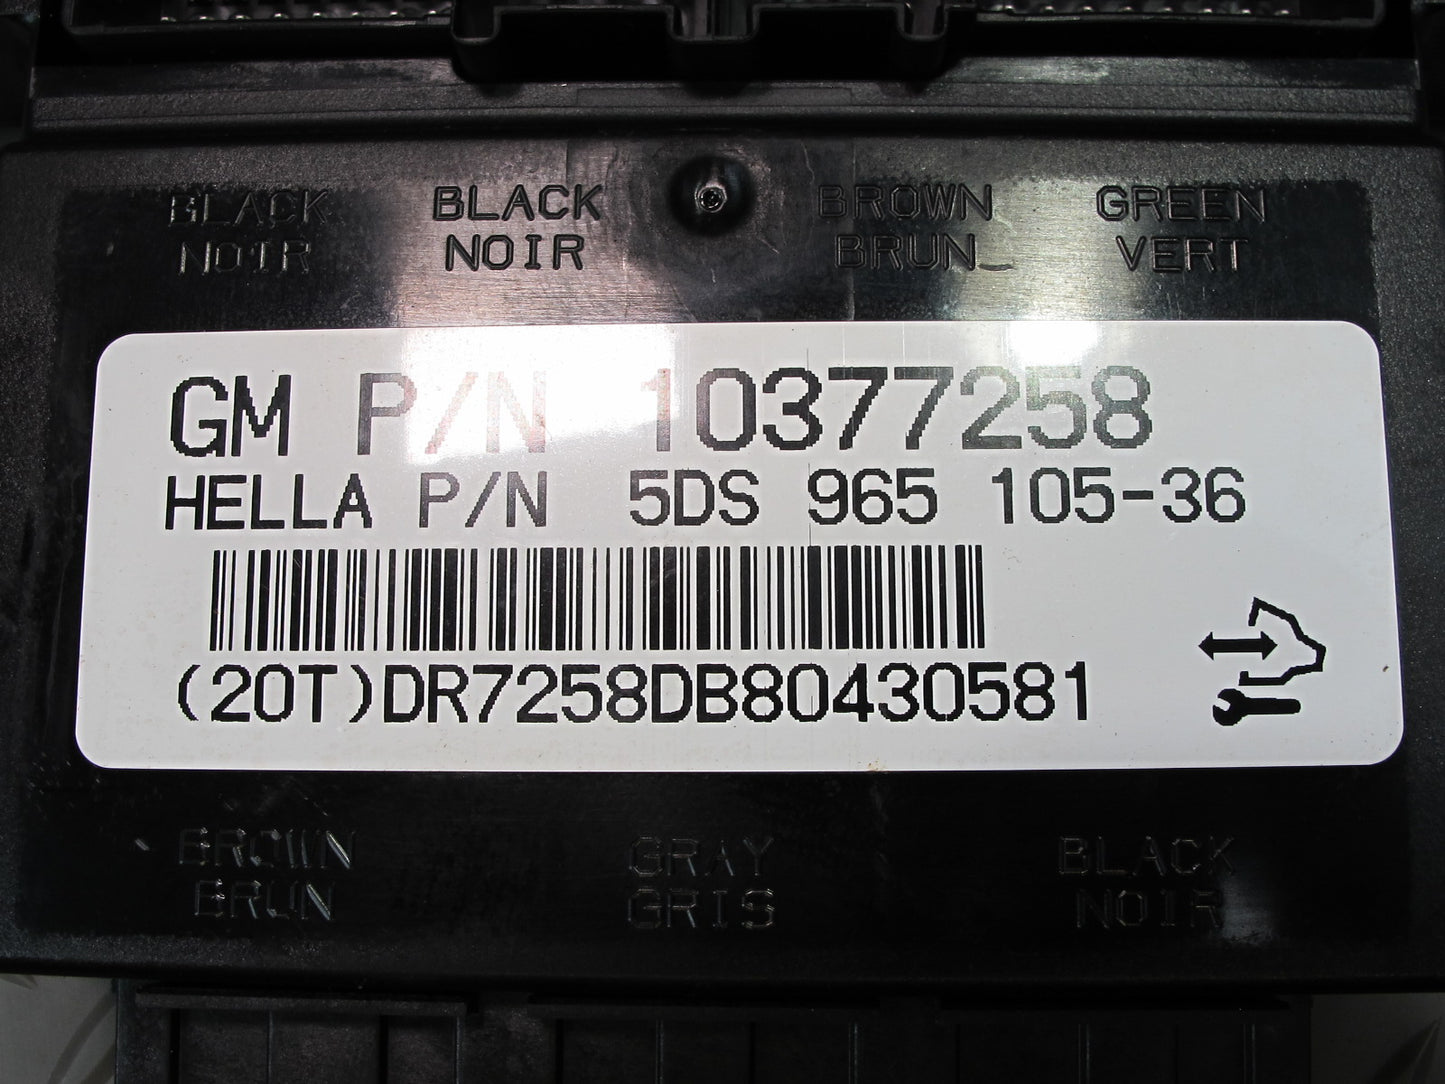 BLACK BLACK BROWN GREEN
NOIR NOIR BRUN VERT
GM P/N 10377258
HELLA P/N 5DS 965 105-36
(20T)DR7258DB80430581
BROWN GRAY BLACK
BRUN GRIS NOIR